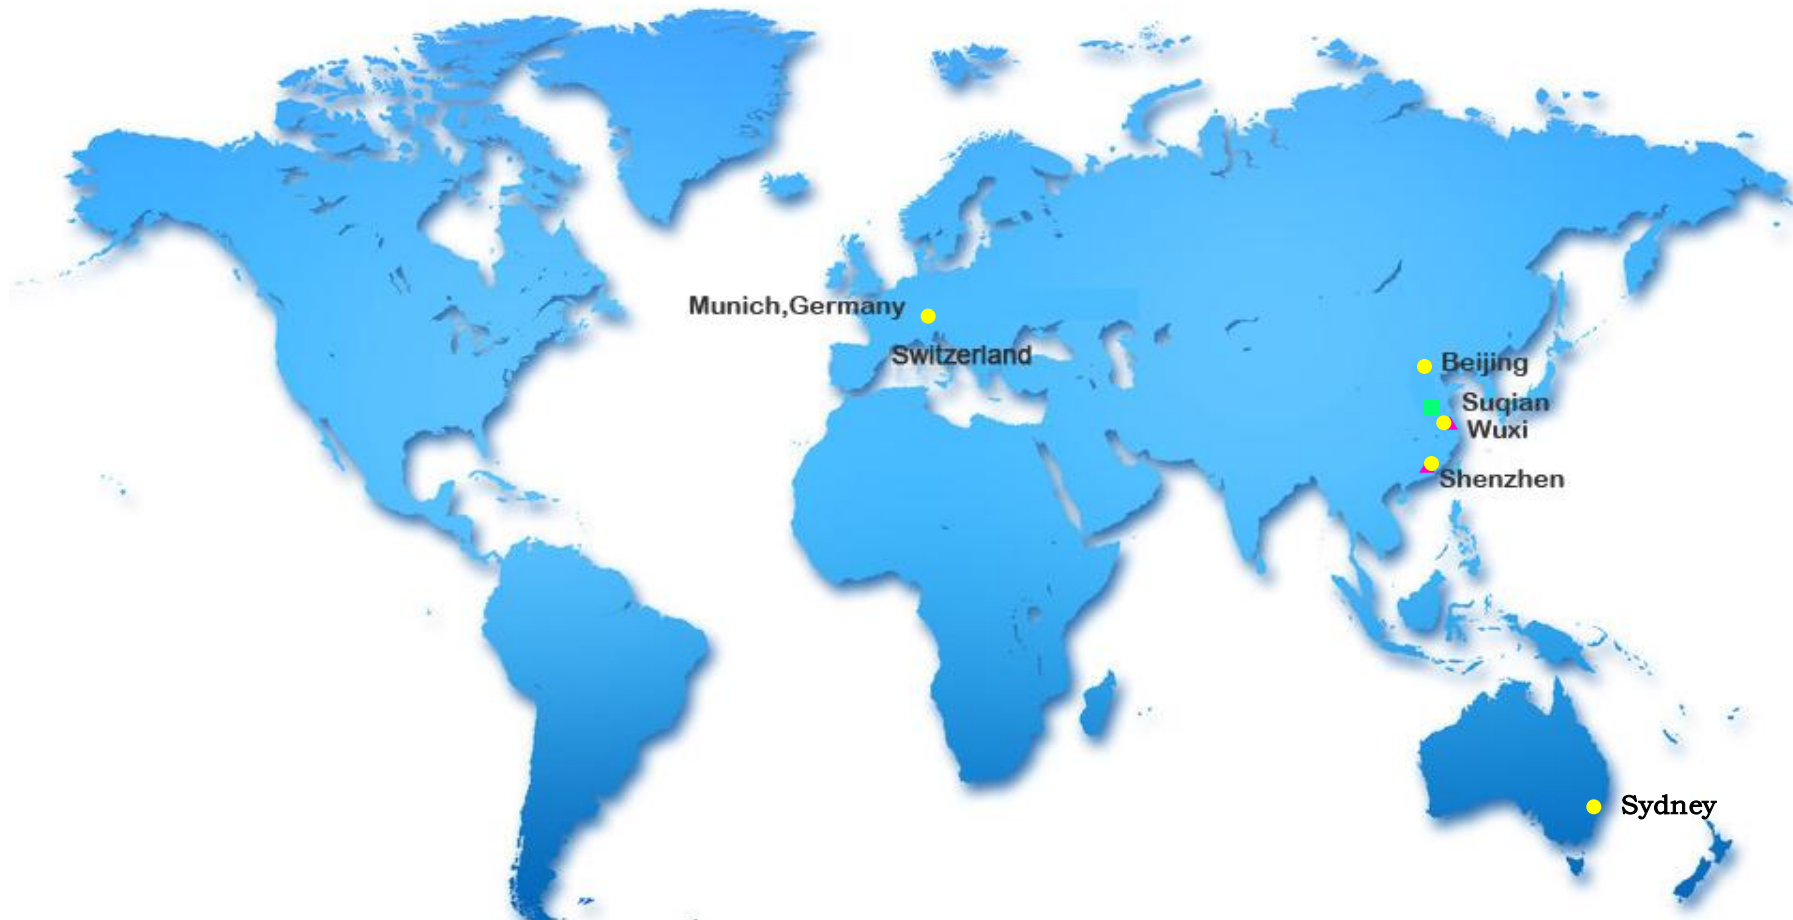 Munich,Germany
Switzerland
Beijing
Suqian
Wuxi
Shenzhen
Sydney